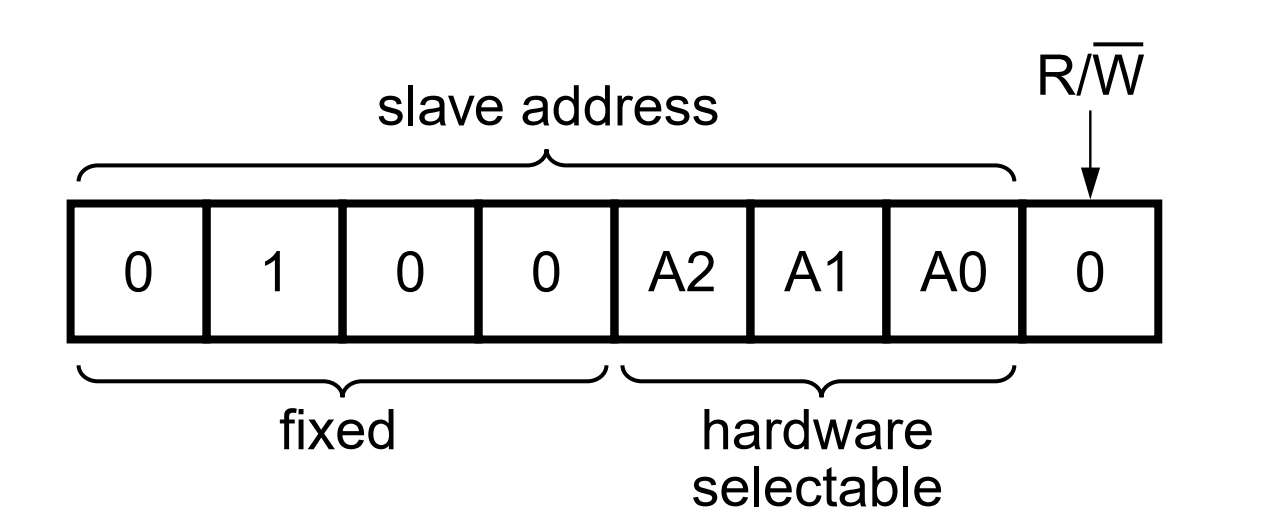 R/W̅
slave address
0 1 0 0 A2 A1 A0 0
fixed
hardware
selectable